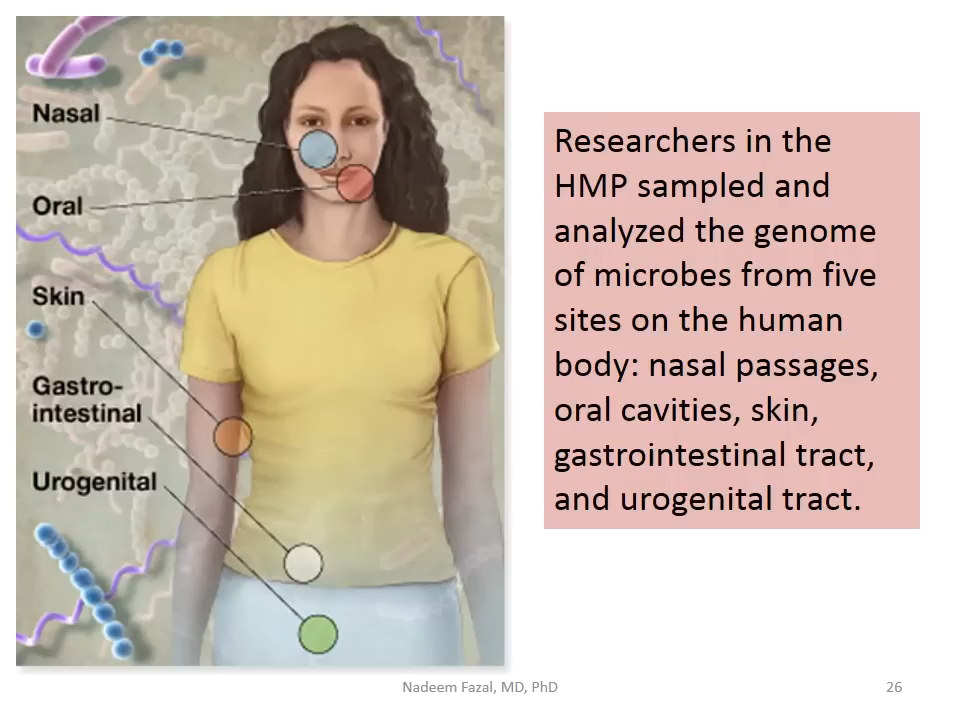 Nasal
Oral
Skin
Gastro-
intestinal
Urogenital
Researchers in the
HMP sampled and
analyzed the genome
of microbes from five
sites on the human
body: nasal passages,
oral cavities, skin,
gastrointestinal tract,
and urogenital tract.
Nadeem Fazal, MD, PhD
26